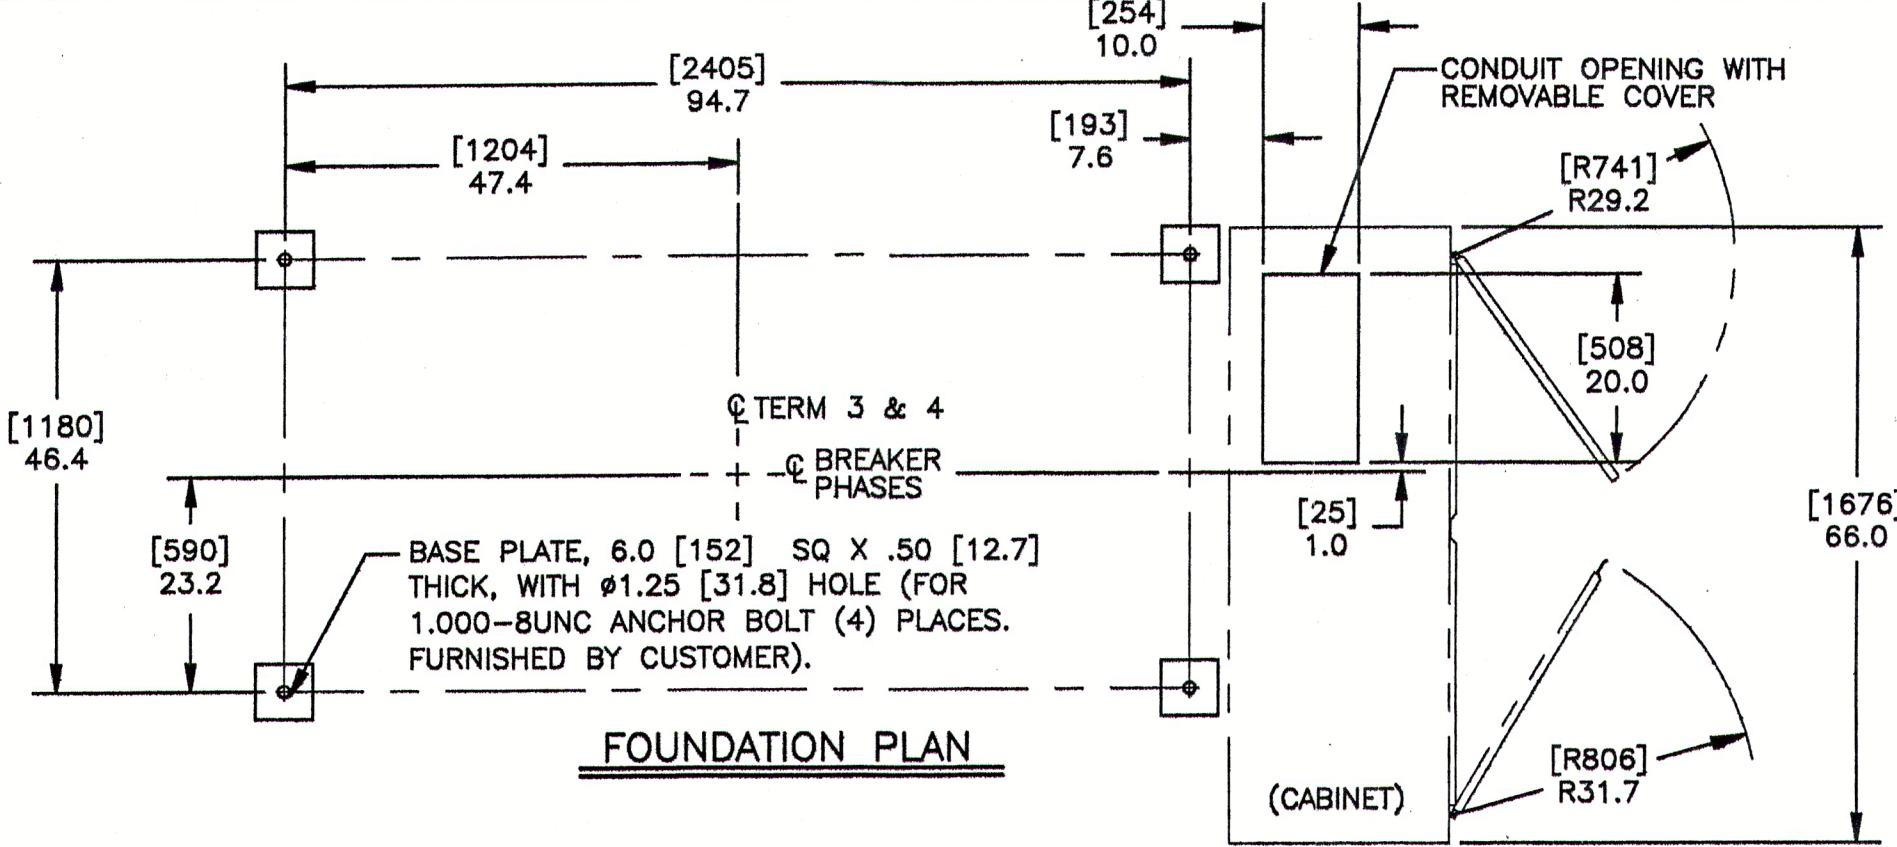 [254]
10.0
[2405]
94.7
CONDUIT OPENING WITH
REMOVABLE COVER
[193]
7.6
[1204]
47.4
[R741]
R29.2
[508]
20.0
℄ TERM 3 & 4
[1180]
46.4
℄ BREAKER
PHASES
[25]
1.0
[1676]
66.0
[590]
23.2
BASE PLATE, 6.0 [152] SQ X .50 [12.7]
THICK, WITH ⌀1.25 [31.8] HOLE (FOR
1.000-8UNC ANCHOR BOLT (4) PLACES.
FURNISHED BY CUSTOMER).
FOUNDATION PLAN
[R806]
R31.7
(CABINET)